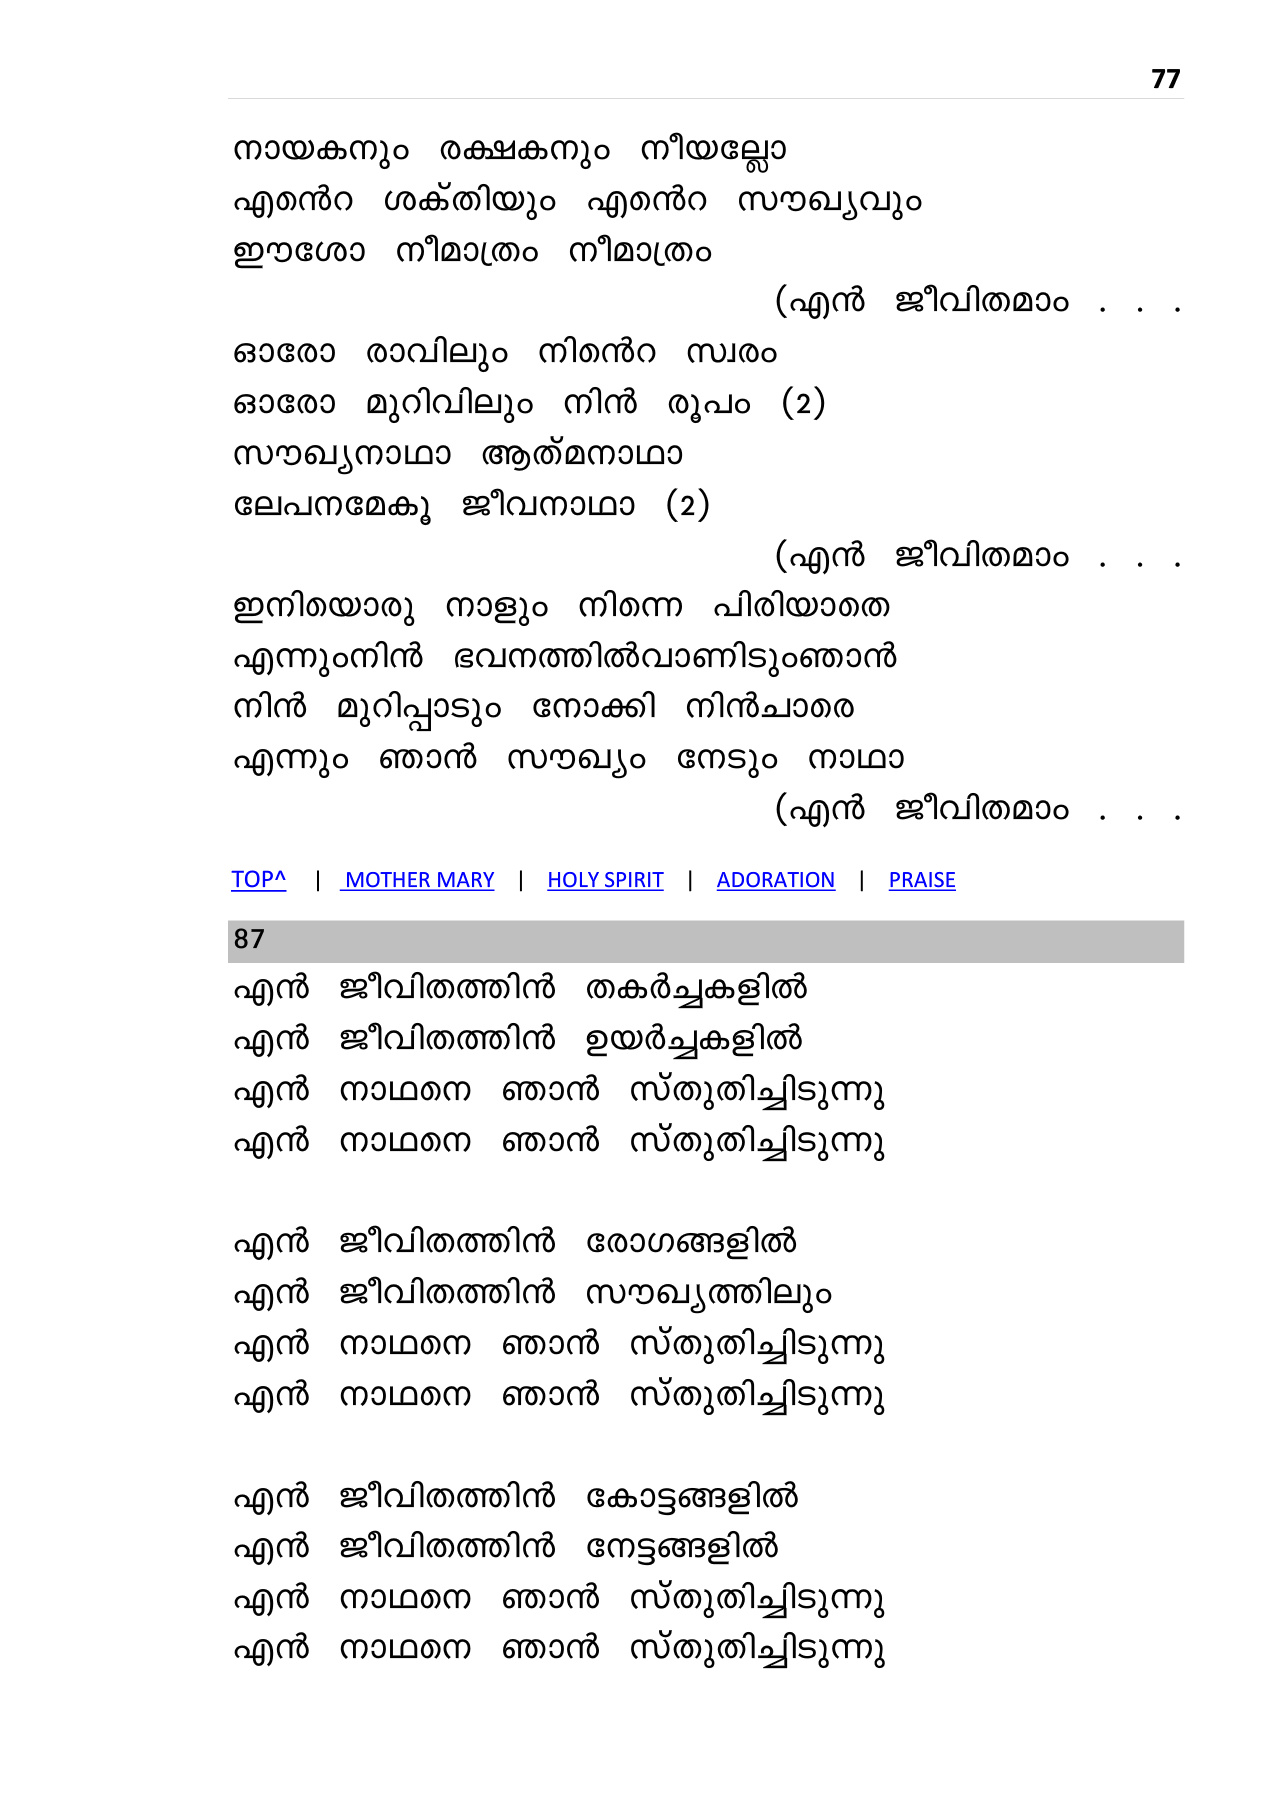 77
നായകനും രക്ഷകനും നീയല്ലോ
എൻെറ ശക്തിയും എൻെറ സൗഖ്യവും
ഈശോ നീമാത്രം നീമാത്രം
(എൻ ജീവിതമാം . . .
ഓരോ രാവിലും നിൻെറ സ്വരം
ഓരോ മുറിവിലും നിൻ രൂപം (2)
സൗഖ്യനാഥാ ആത്മനാഥാ
ലേപനമേകൂ ജീവനാഥാ (2)
(എൻ ജീവിതമാം . . .
ഇനിയൊരു നാളും നിന്നെ പിരിയാതെ
എന്നുംനിൻ ഭവനത്തിൽവാണിടുംഞാൻ
നിൻ മുറിപ്പാടും നോക്കി നിൻചാരെ
എന്നും ഞാൻ സൗഖ്യം നേടും നാഥാ
(എൻ ജീവിതമാം . . .
TOP^ | MOTHER MARY | HOLY SPIRIT | ADORATION | PRAISE
87
എൻ ജീവിതത്തിൻ തകർച്ചകളിൽ
എൻ ജീവിതത്തിൻ ഉയർച്ചകളിൽ
എൻ നാഥനെ ഞാൻ സ്തുതിച്ചിടുന്നു
എൻ നാഥനെ ഞാൻ സ്തുതിച്ചിടുന്നു
എൻ ജീവിതത്തിൻ രോഗങ്ങളിൽ
എൻ ജീവിതത്തിൻ സൗഖ്യത്തിലും
എൻ നാഥനെ ഞാൻ സ്തുതിച്ചിടുന്നു
എൻ നാഥനെ ഞാൻ സ്തുതിച്ചിടുന്നു
എൻ ജീവിതത്തിൻ കോട്ടങ്ങളിൽ
എൻ ജീവിതത്തിൻ നേട്ടങ്ങളിൽ
എൻ നാഥനെ ഞാൻ സ്തുതിച്ചിടുന്നു
എൻ നാഥനെ ഞാൻ സ്തുതിച്ചിടുന്നു